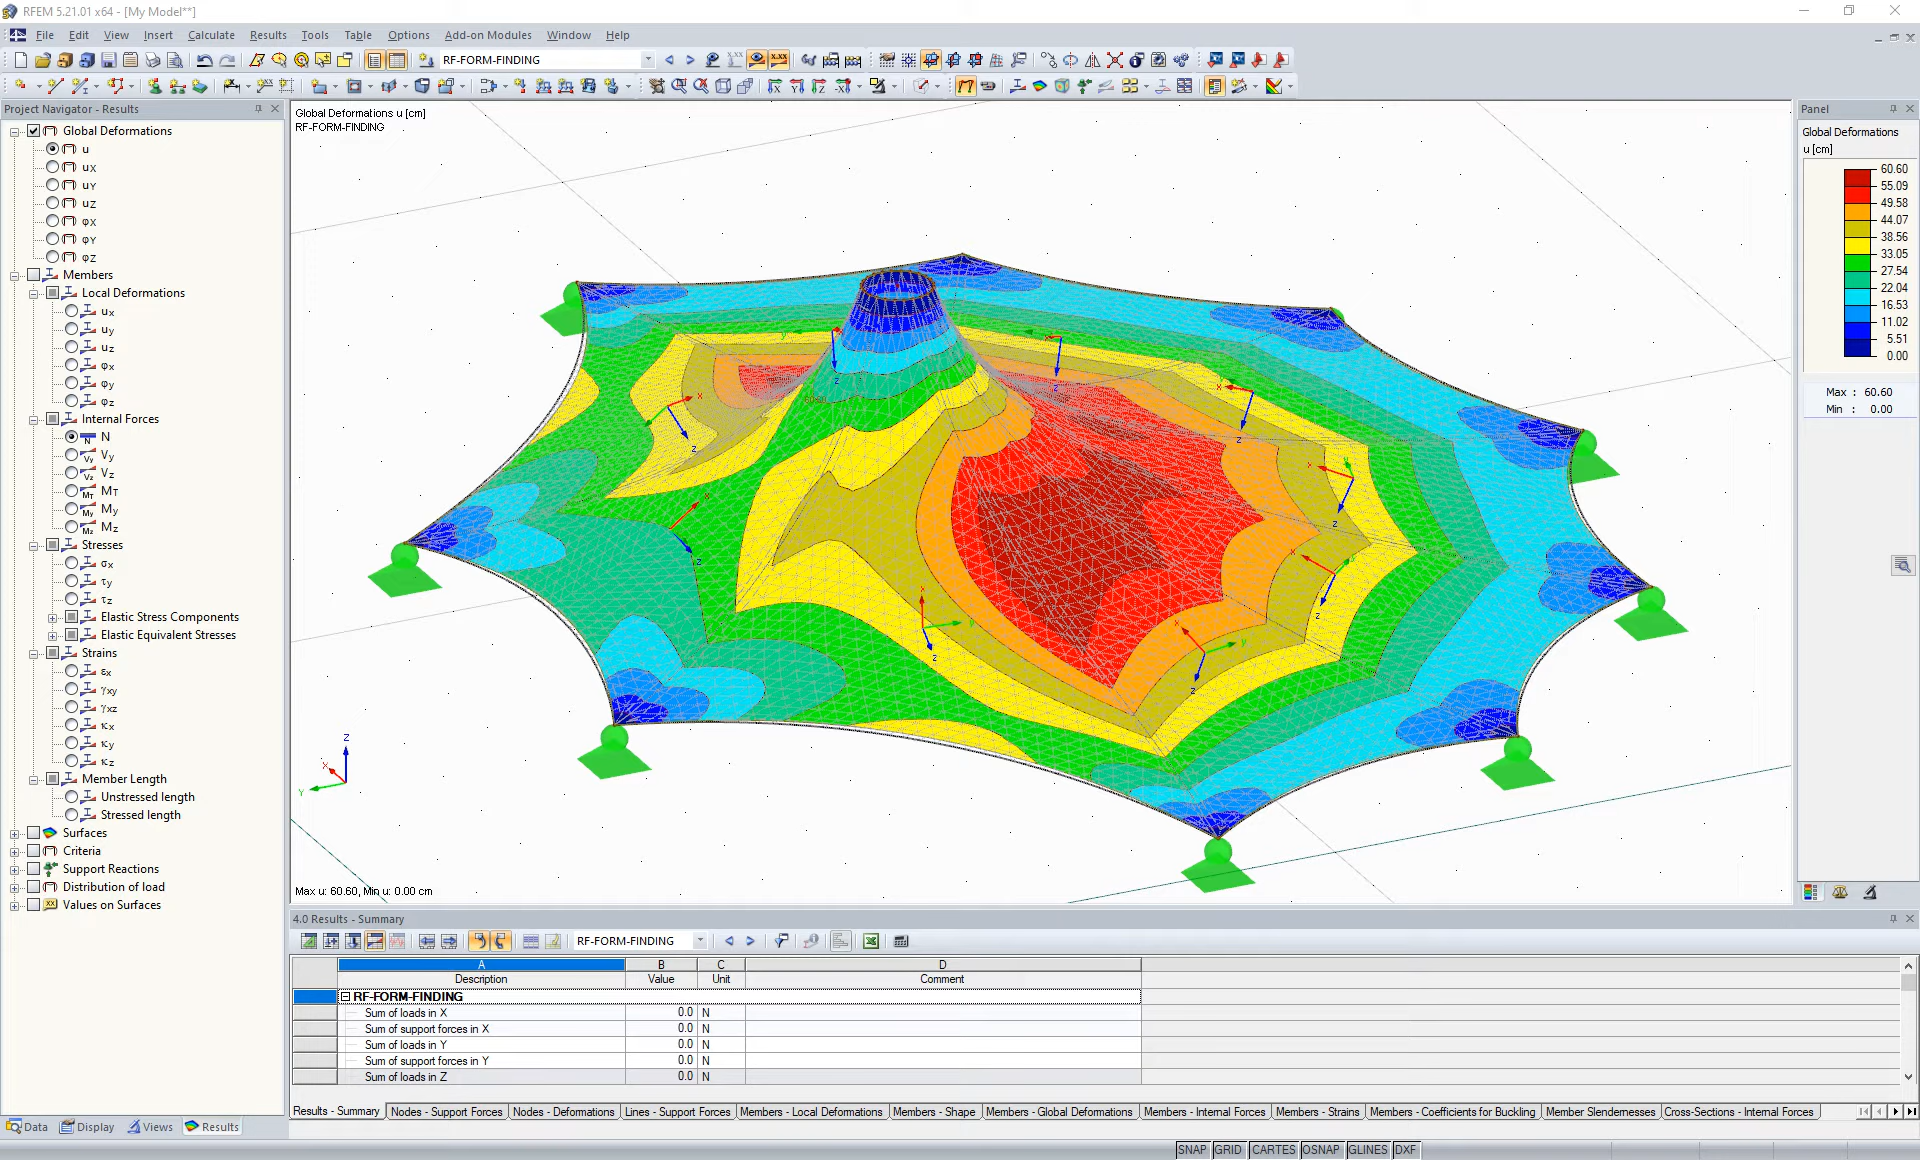 RFEM 5.21.01 x64 - [My Model**]
File Edit View Insert Calculate Results Tools Table Options Add-on Modules Window Help
RF-FORM-FINDING
Project Navigator - Results
Global Deformations
u
uX
uY
uZ
φX
φY
φZ
Members
Local Deformations
ux
uy
uz
φx
φy
φz
Internal Forces
N
Vy
Vz
MT
My
Mz
Stresses
σx
τy
τz
Elastic Stress Components
Elastic Equivalent Stresses
Strains
εx
γxy
γxz
κx
κy
κz
Member Length
Unstressed length
Stressed length
Surfaces
Criteria
Support Reactions
Distribution of load
Values on Surfaces
Data Display Views Results
Global Deformations u [cm]
RF-FORM-FINDING
Max u: 60.60, Min u: 0.00 cm
Panel
Global Deformations
u [cm]
60.60
55.09
49.58
44.07
38.56
33.05
27.54
22.04
16.53
11.02
5.51
0.00
Max : 60.60
Min : 0.00
4.0 Results - Summary
RF-FORM-FINDING
A B C D
Description Value Unit Comment
RF-FORM-FINDING
Sum of loads in X 0.0 N
Sum of support forces in X 0.0 N
Sum of loads in Y 0.0 N
Sum of support forces in Y 0.0 N
Sum of loads in Z 0.0 N
Results - Summary Nodes - Support Forces Nodes - Deformations Lines - Support Forces Members - Local Deformations Members - Shape Members - Global Deformations Members - Internal Forces Members - Strains Members - Coefficients for Buckling Member Slendernesses Cross-Sections - Internal Forces
SNAP GRID CARTES OSNAP GLINES DXF